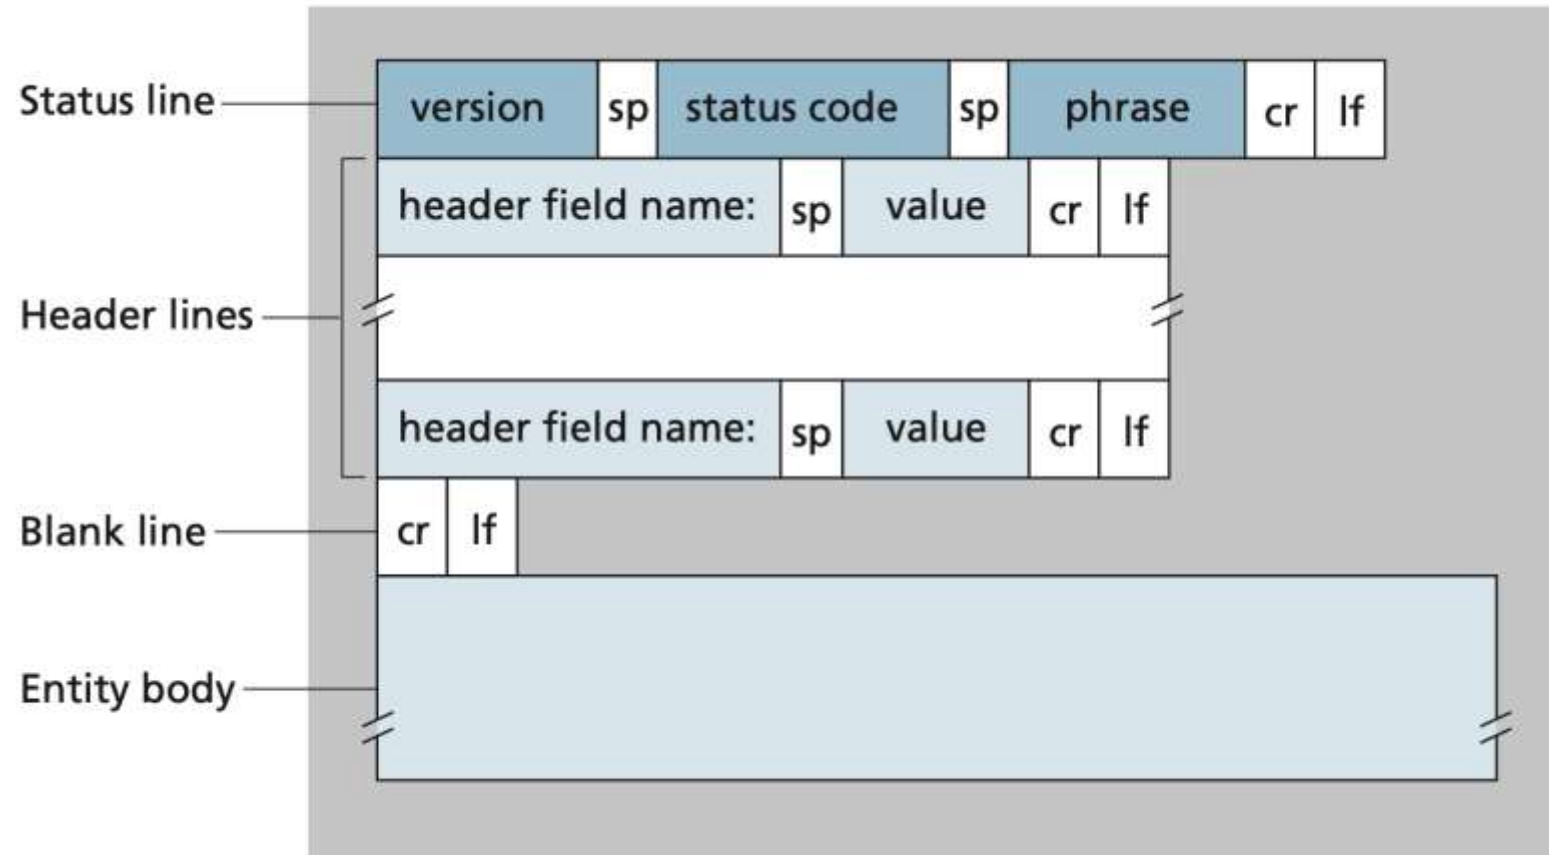 Status line version sp status code sp phrase cr lf
header field name: sp value cr lf
Header lines
header field name: sp value cr lf
Blank line cr lf
Entity body